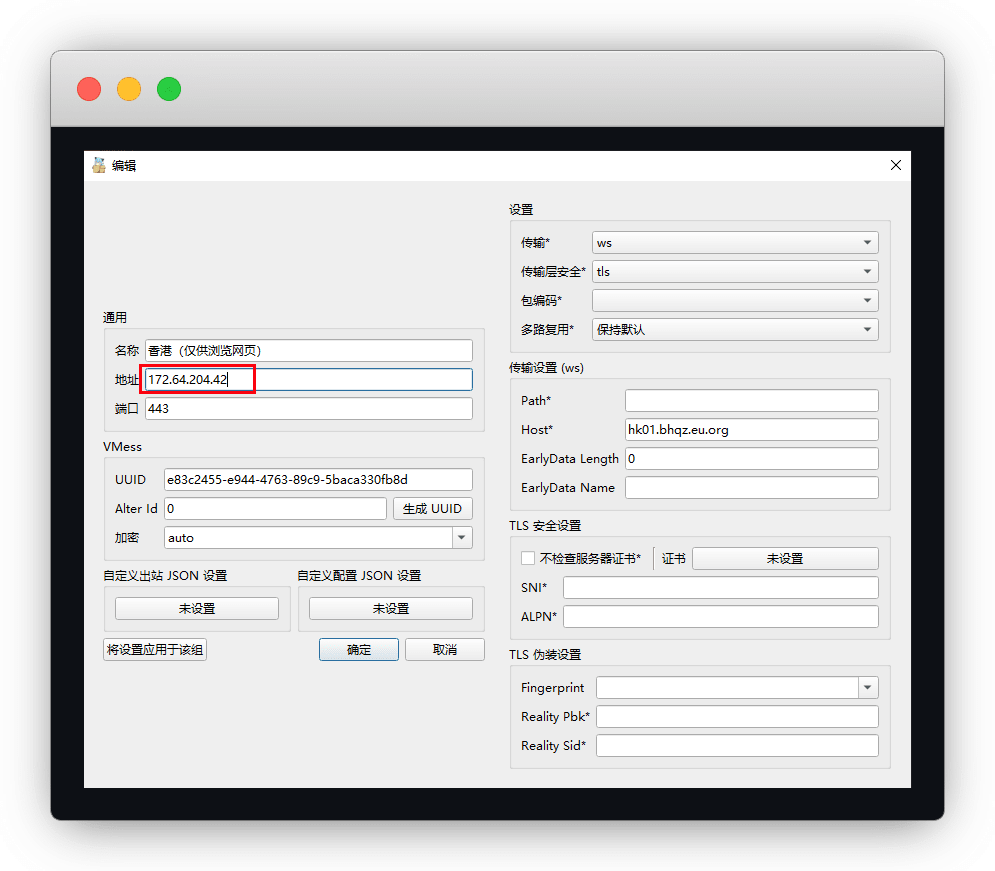 编辑
通用
名称 香港（仅供浏览网页）
地址 172.64.204.42
端口 443
VMess
UUID e83c2455-e944-4763-89c9-5baca330fb8d
Alter Id 0 生成 UUID
加密 auto
自定义出站 JSON 设置 自定义配置 JSON 设置
未设置 未设置
将设置应用于该组 确定 取消
设置
传输* ws
传输层安全* tls
包编码*
多路复用* 保持默认
传输设置 (ws)
Path*
Host* hk01.bhqz.eu.org
EarlyData Length 0
EarlyData Name
TLS 安全设置
不检查服务器证书* 证书 未设置
SNI*
ALPN*
TLS 伪装设置
Fingerprint
Reality Pbk*
Reality Sid*